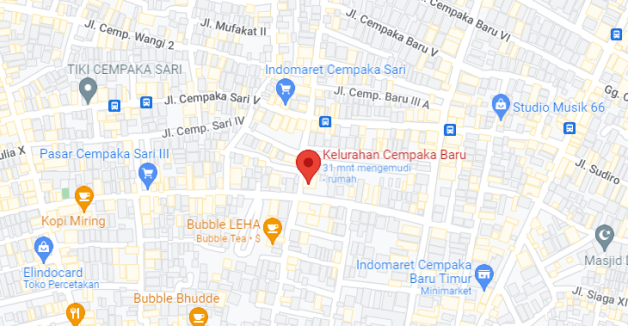 Jl. Mufakat II
Jl. Cemp. Wangi 2
Jl. Cempaka Baru V
Jl. Cempaka Baru VI
TIKI CEMPAKA SARI
Indomaret Cempaka Sari
Jl. Cempaka Sari V
Jl. Cemp. Baru III A
Gg. C
Studio Musik 66
Jl. Cemp. Sari IV
ulia X
Pasar Cempaka Sari III
Kelurahan Cempaka Baru
31 mnt mengemudi
- rumah
Jl. Sudiro
Kopi Miring
Bubble LEHA
Bubble Tea • S
Elindocard
Toko Percetakan
Masjid L
Indomaret Cempaka
Baru Timur
Minimarket
Jl. Siaga XI
Bubble Bhudde